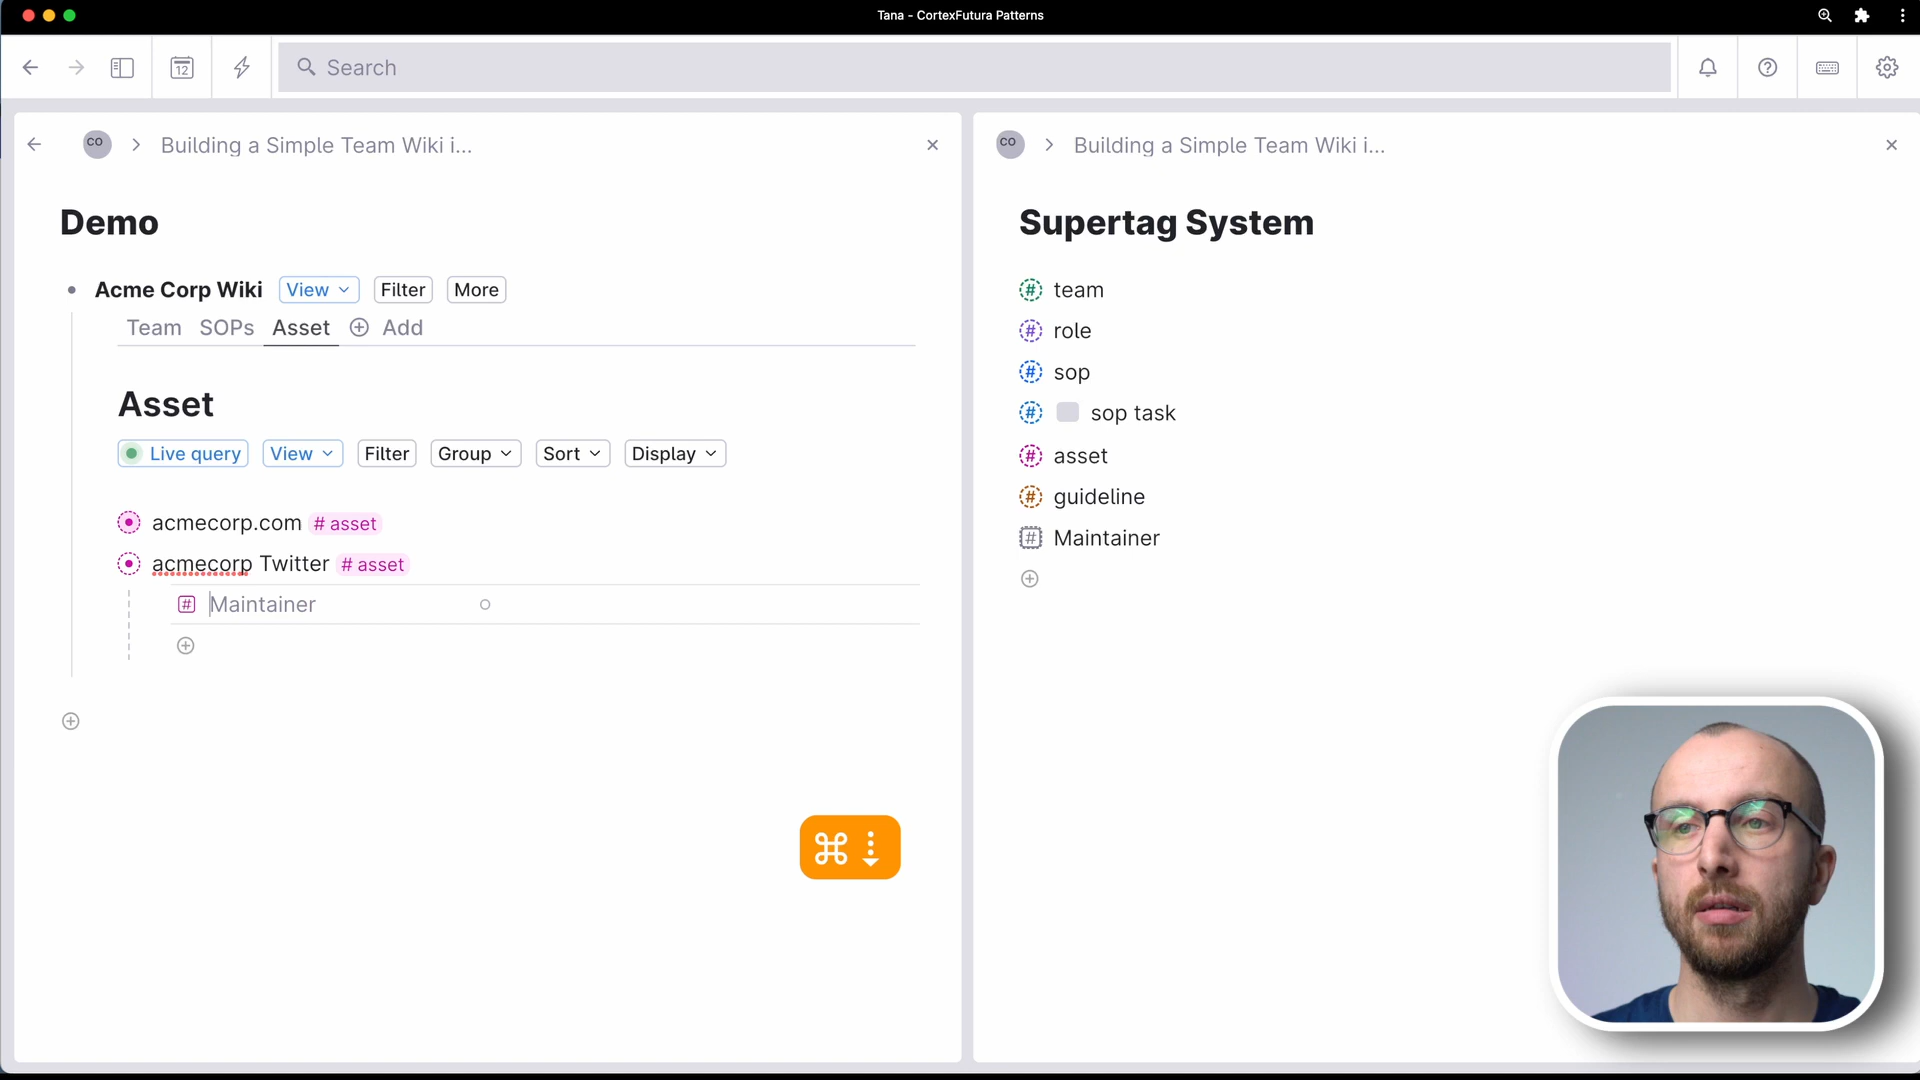 Tana - CortexFutura Patterns
12
Search
CO
Building a Simple Team Wiki i...
Demo
Acme Corp Wiki View Filter More
Team SOPs Asset Add
Asset
Live query View Filter Group Sort Display
acmecorp.com # asset
acmecorp Twitter # asset
# Maintainer
CO
Building a Simple Team Wiki i...
Supertag System
# team
# role
# sop
# sop task
# asset
# guideline
# Maintainer
⌘